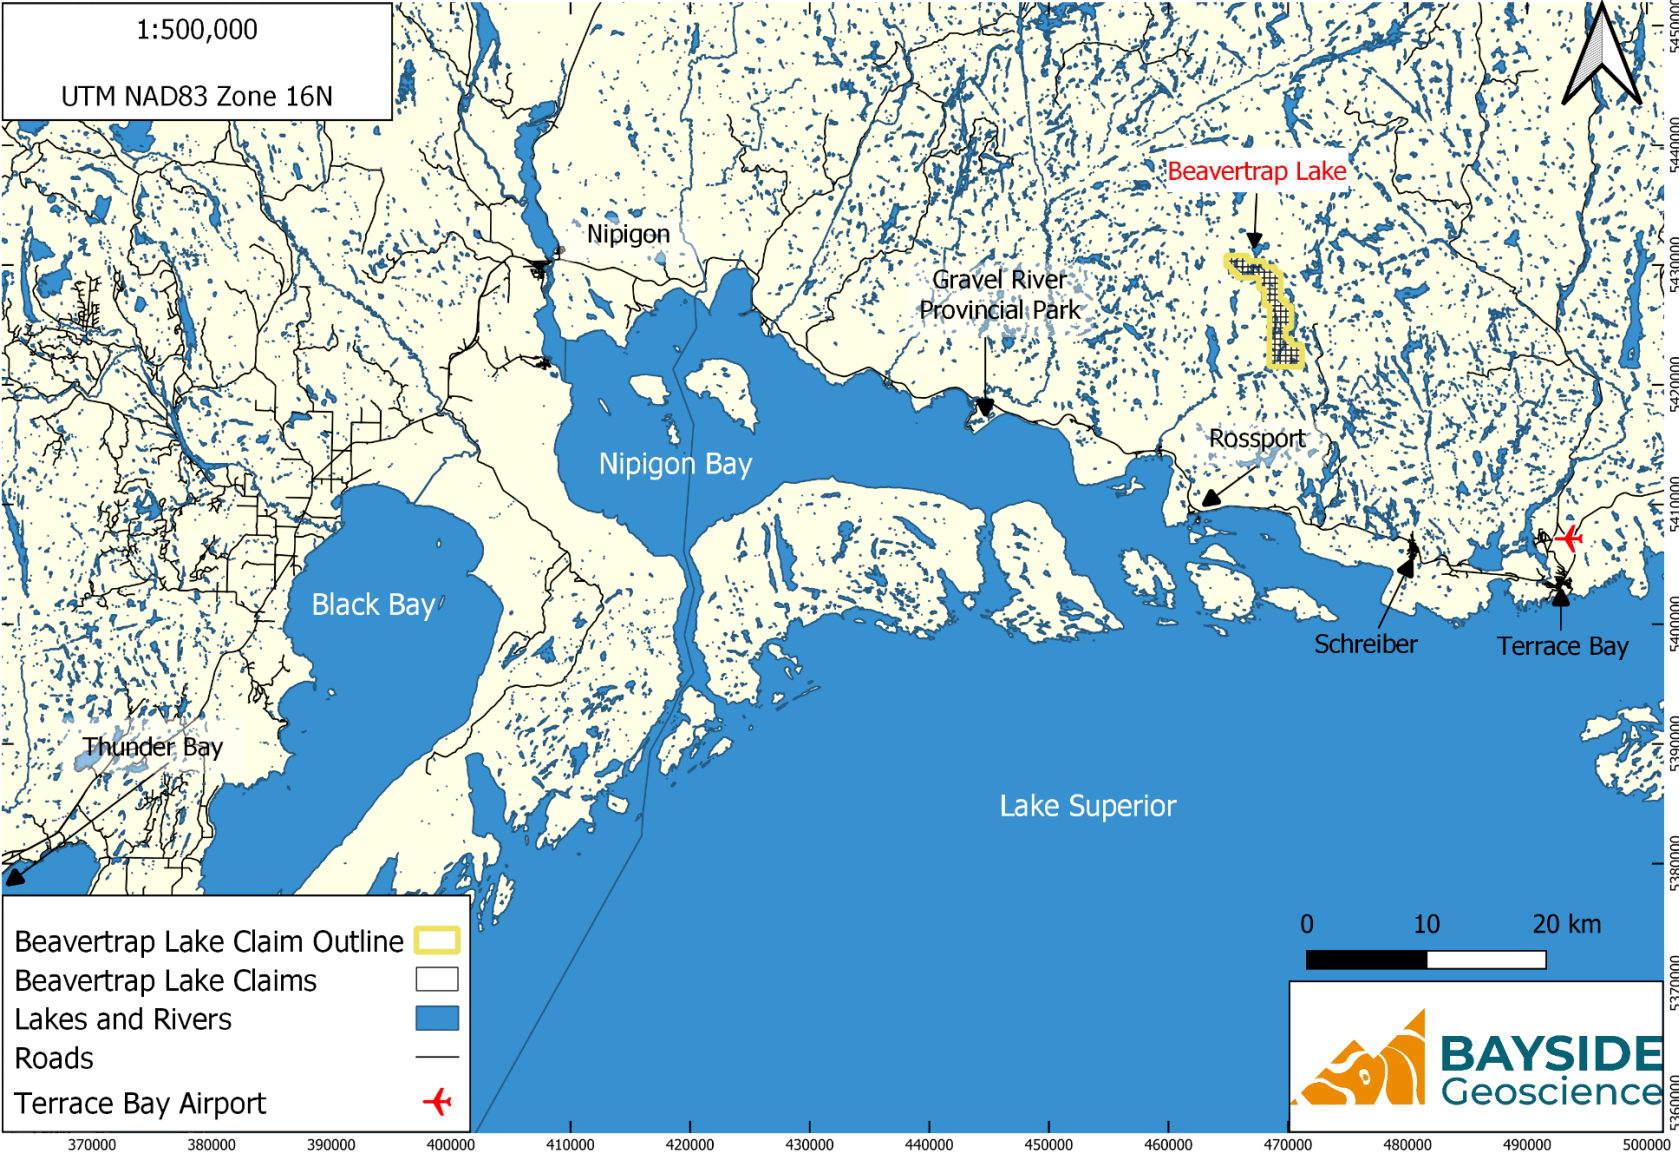 1:500,000
UTM NAD83 Zone 16N
Beavertrap Lake
Nipigon
Gravel River
Provincial Park
Rossport
Nipigon Bay
Black Bay
Schreiber
Terrace Bay
Thunder Bay
Lake Superior
0 10 20 km
Beavertrap Lake Claim Outline
Beavertrap Lake Claims
Lakes and Rivers
Roads
Terrace Bay Airport
BAYSIDE
Geoscience
370000 380000 390000 400000 410000 420000 430000 440000 450000 460000 470000 480000 490000 500000
5450000
5440000
5430000
5420000
5410000
5400000
5390000
5380000
5370000
5360000